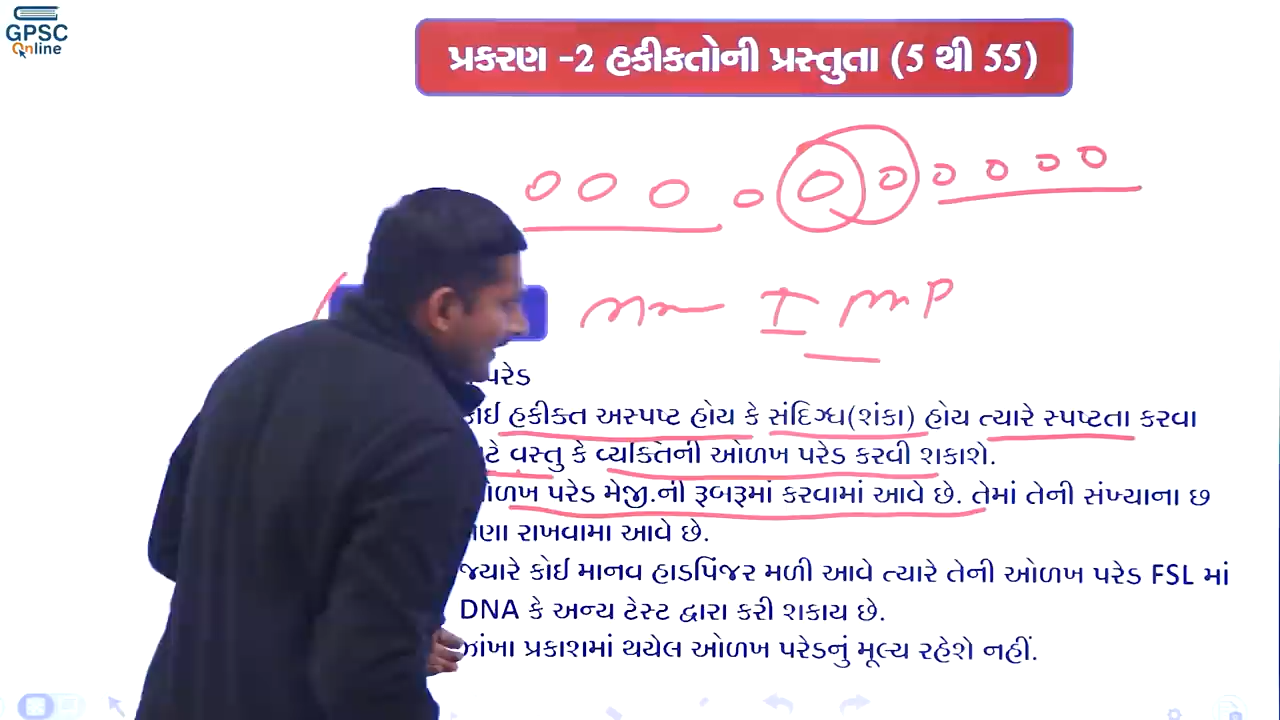 GPSC
Online
પ્રકરણ -2 હકીકતોની પ્રસ્તુતા (5 થી 55)
IMP
પરેડ
હકીકત અસ્પષ્ટ હોય કે સંદિગ્ધ(શંકા) હોય ત્યારે સ્પષ્ટતા કરવા
વસ્તુ કે વ્યક્તિની ઓળખ પરેડ કરવી શકાશે.
પરેડ મેજી.ની રૂબરૂમાં કરવામાં આવે છે. તેમાં તેની સંખ્યાના છ
રાખવામા આવે છે.
જ્યારે કોઈ માનવ હાડપિંજર મળી આવે ત્યારે તેની ઓળખ પરેડ FSL માં
DNA કે અન્ય ટેસ્ટ દ્વારા કરી શકાય છે.
ઝાંખા પ્રકાશમાં થયેલ ઓળખ પરેડનું મૂલ્ય રહેશે નહીં.